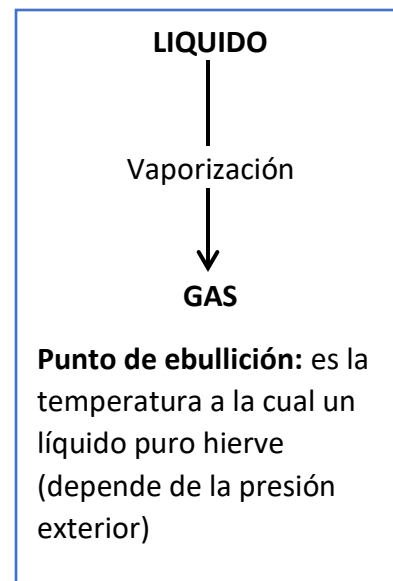 LIQUIDO
Vaporización
GAS
Punto de ebullición: es la
temperatura a la cual un
líquido puro hierve
(depende de la presión
exterior)